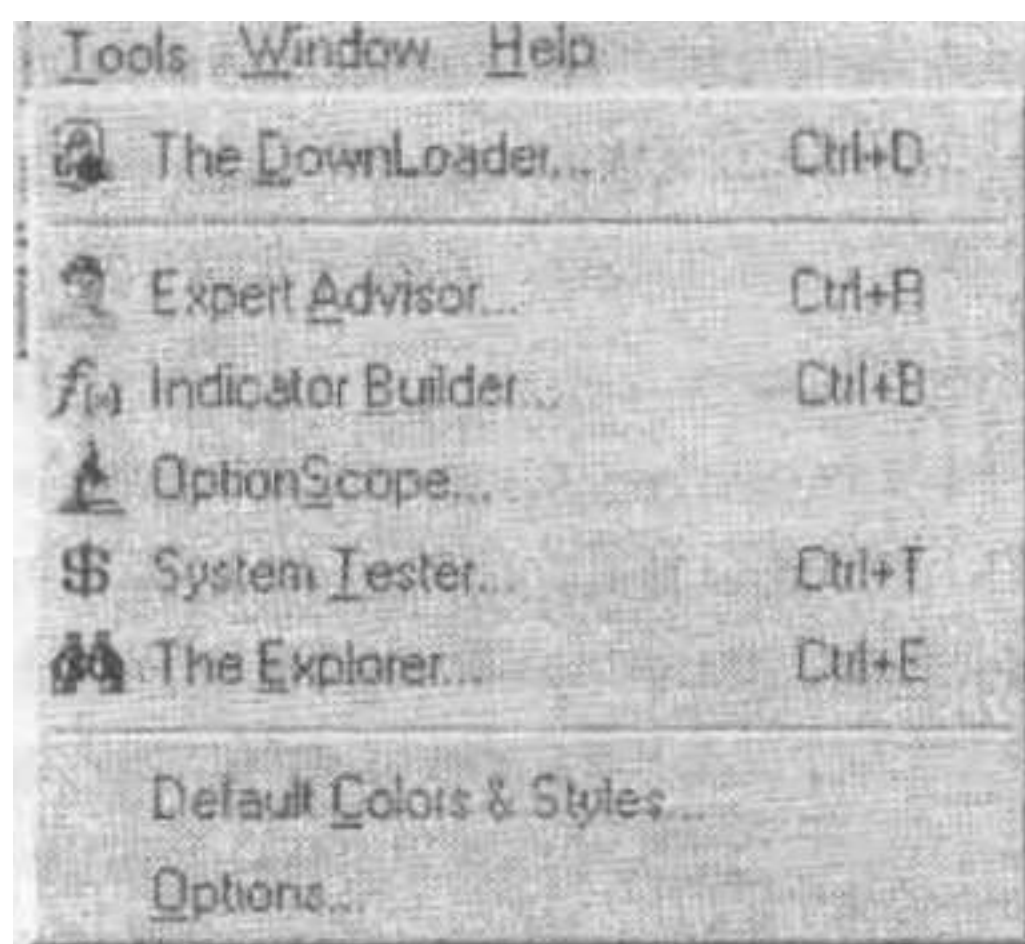 Tools Window Help
The DownLoader... Ctrl+D
Expert Advisor... Ctrl+R
f(x) Indicator Builder... Ctrl+B
OptionScope...
$ System Tester... Ctrl+T
The Explorer... Ctrl+E
Default Colors & Styles...
Options...